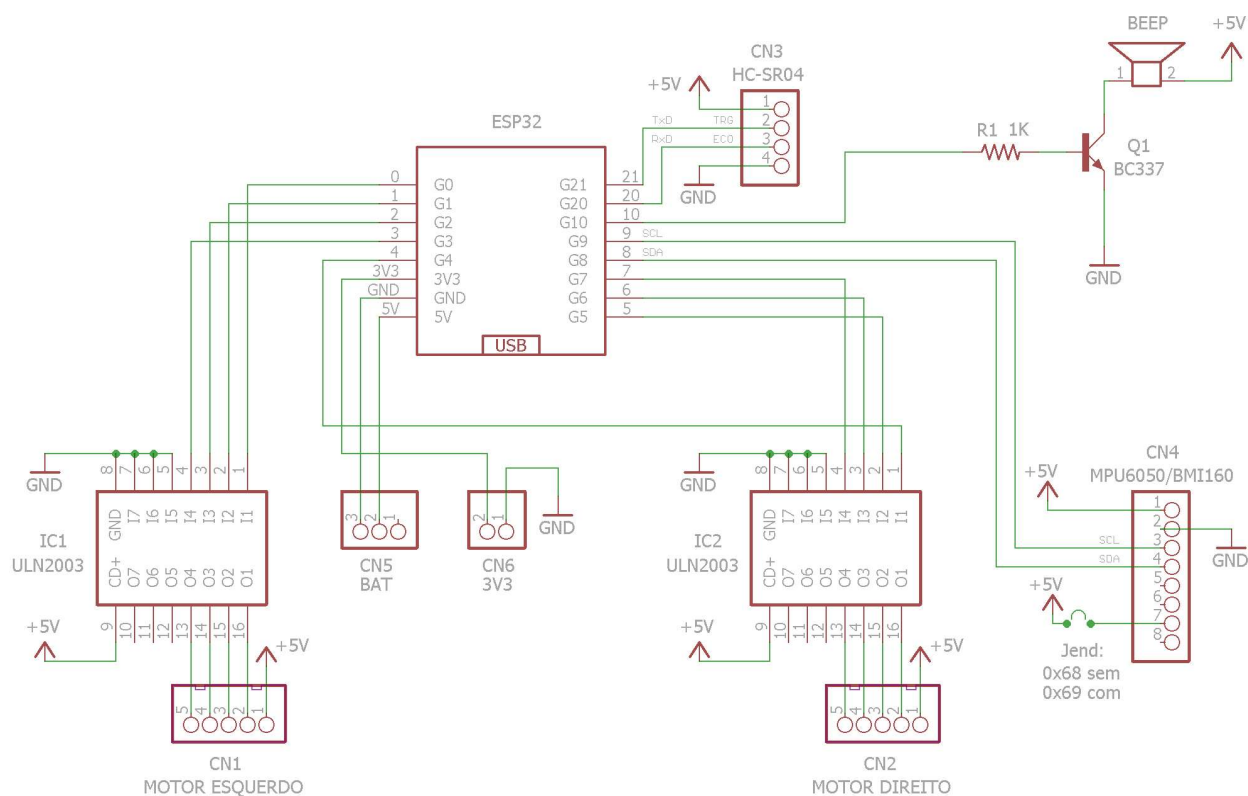 BEEP
+5V
1 2
CN3
HC-SR04
+5V
1
TxD TRG 2
RxD ECO 3
4
GND
R1 1K
Q1
BC337
GND
ESP32
0 G0 G21 21
1 G1 G20 20
2 G2 G10 10
3 G3 G9 9 SCL
4 G4 G8 8 SDA
3V3 3V3 G7 7
GND GND G6 6
5V 5V G5 5
USB
GND
8 7 6 5 4 3 2 1
GND I7 I6 I5 I4 I3 I2 I1
IC1
ULN2003
CD+ O7 O6 O5 O4 O3 O2 O1
9 10 11 12 13 14 15 16
+5V
+5V
5 4 3 2 1
CN1
MOTOR ESQUERDO
3 2 1
CN5
BAT
2 1
GND
CN6
3V3
GND
8 7 6 5 4 3 2 1
GND I7 I6 I5 I4 I3 I2 I1
IC2
ULN2003
CD+ O7 O6 O5 O4 O3 O2 O1
9 10 11 12 13 14 15 16
+5V
+5V
5 4 3 2 1
CN2
MOTOR DIREITO
CN4
MPU6050/BMI160
+5V
1
2
SCL 3
SDA 4
GND
5
+5V
6
7
8
Jend:
0x68 sem
0x69 com